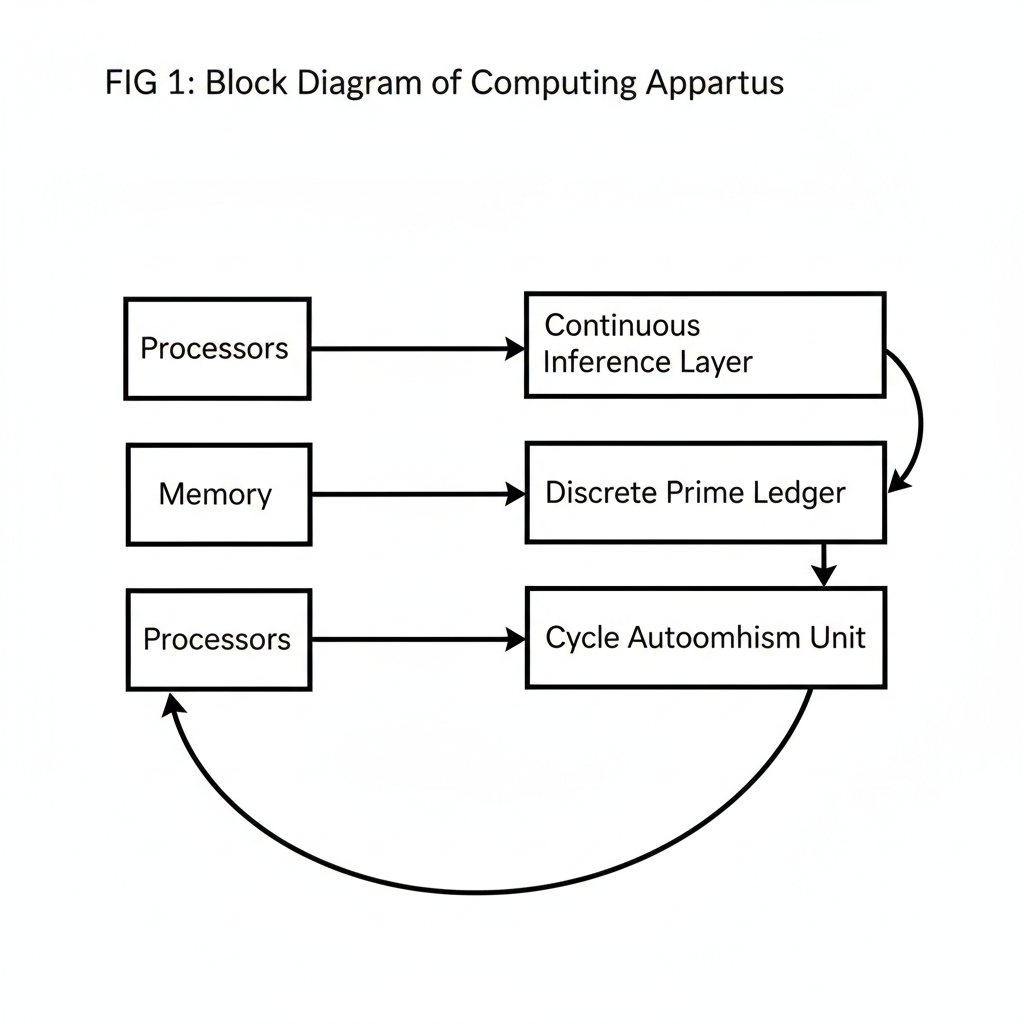 FIG 1: Block Diagram of Computing Appartus
Processors
Continuous
Inference Layer
Memory
Discrete Prime Ledger
Processors
Cycle Autoomhism Unit